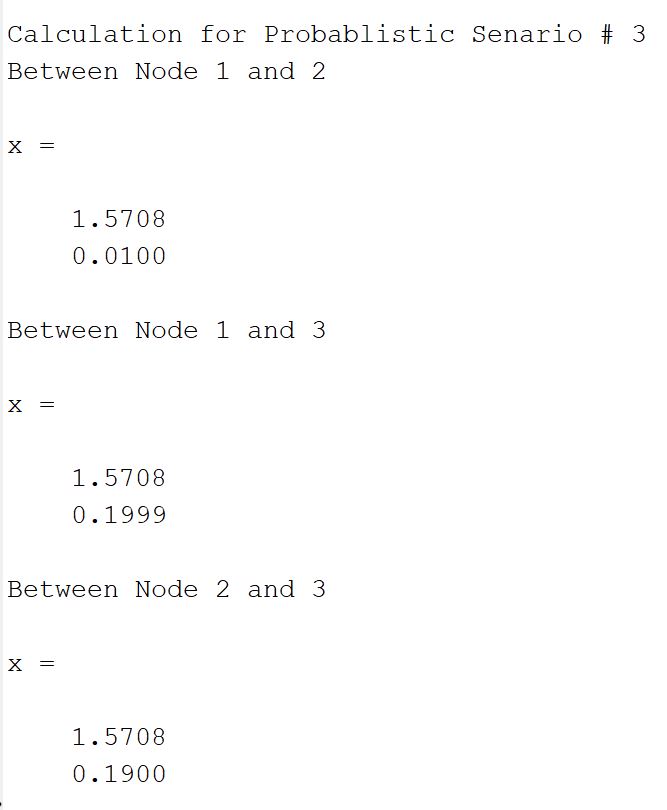 Calculation for Probablistic Senario # 3
Between Node 1 and 2
x =
1.5708
0.0100
Between Node 1 and 3
x =
1.5708
0.1999
Between Node 2 and 3
x =
1.5708
0.1900